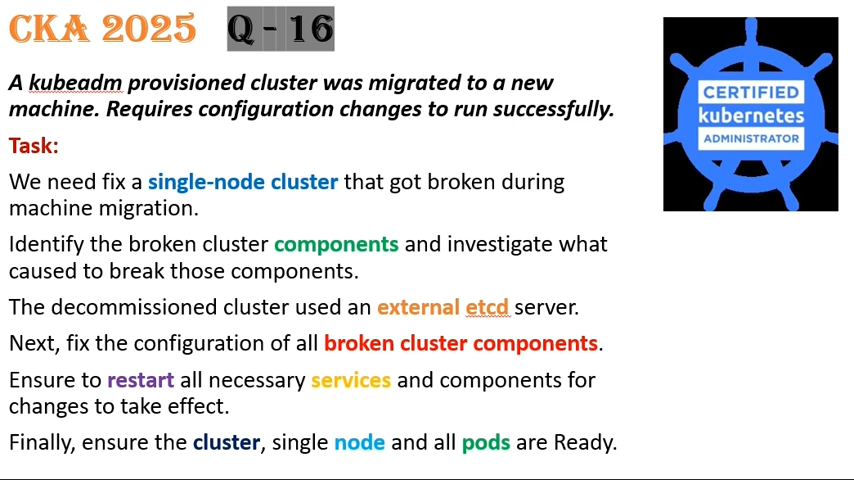 CKA 2025 Q - 16
A kubeadm provisioned cluster was migrated to a new
machine. Requires configuration changes to run successfully.
Task:
We need fix a single-node cluster that got broken during
machine migration.
Identify the broken cluster components and investigate what
caused to break those components.
The decommissioned cluster used an external etcd server.
Next, fix the configuration of all broken cluster components.
Ensure to restart all necessary services and components for
changes to take effect.
Finally, ensure the cluster, single node and all pods are Ready.
CERTIFIED
kubernetes
ADMINISTRATOR